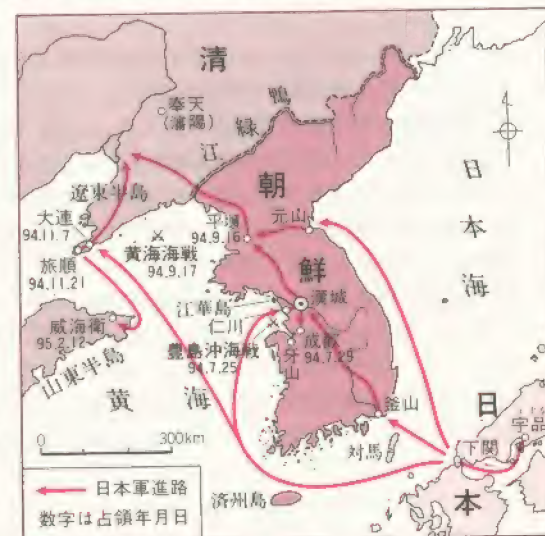 清
奉天
(瀋陽)
鴨
緑
江
朝
鮮
日
本
海
遼東半島
大連
94.11.7
旅順
94.11.21
平壌
94.9.16
元山
黄海海戦
94.9.17
漢城
江華島
仁川
豊島沖海戦
94.7.25
成歓
94.7.29
牙山
威海衛
95.2.12
山東半島
黄海
釜山
対馬
済州島
日
本
宇品
下関
0 300km
日本軍進路
数字は占領年月日